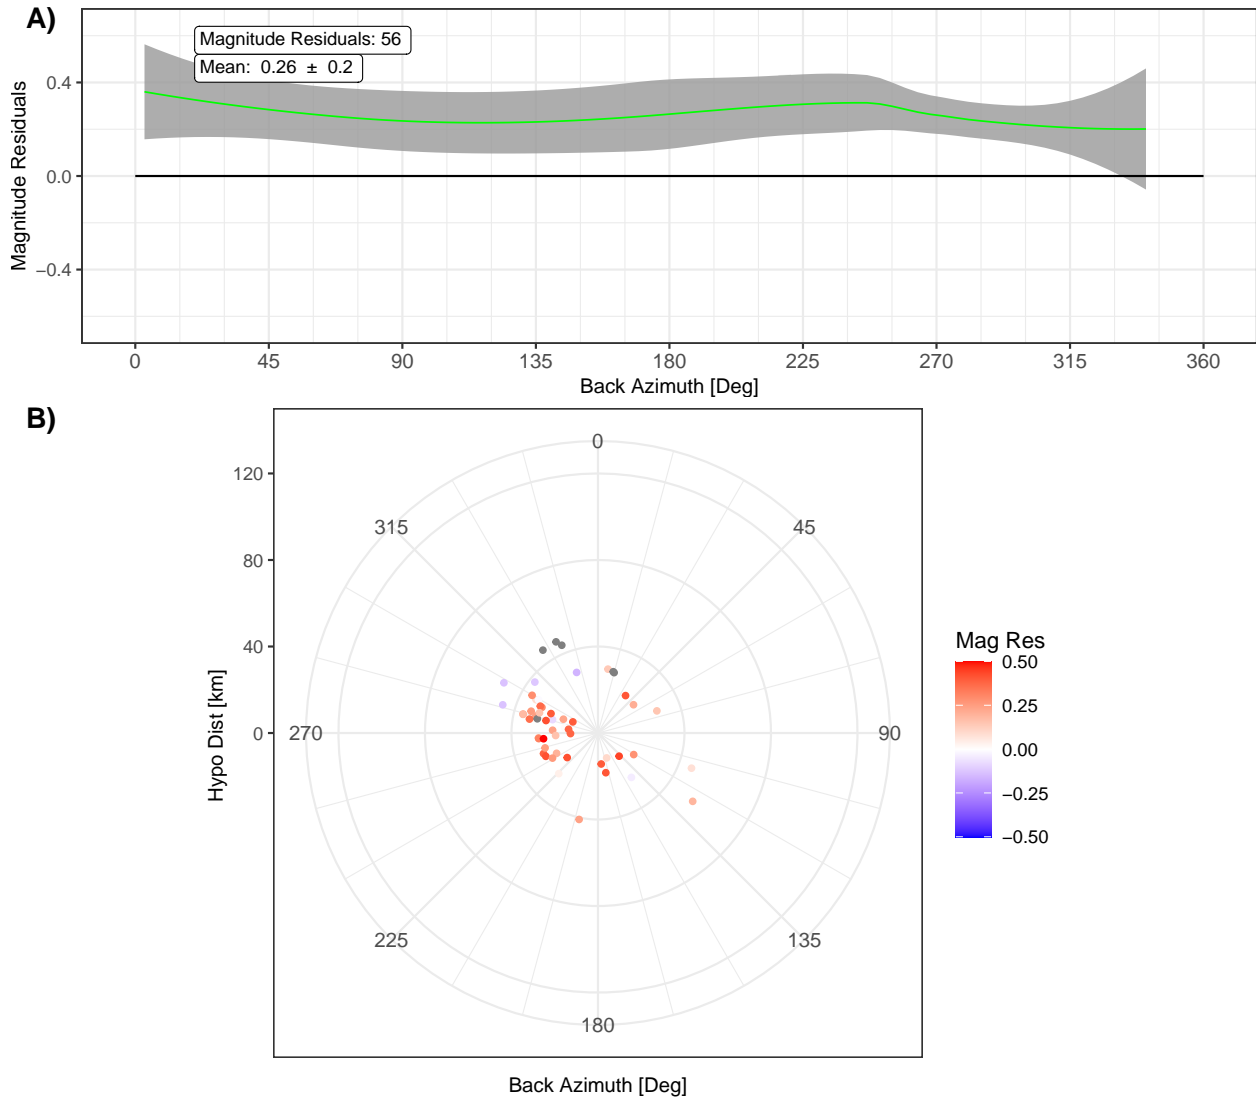 A)
Magnitude Residuals: 56
Mean:  0.26  ±  0.2
0.4
0.0
−0.4
Magnitude Residuals
0 45 90 135 180 225 270 315 360
Back Azimuth [Deg]
B)
0
45
90
135
180
225
270
315
120
80
40
0
Hypo Dist [km]
Back Azimuth [Deg]
Mag Res
0.50
0.25
0.00
−0.25
−0.50